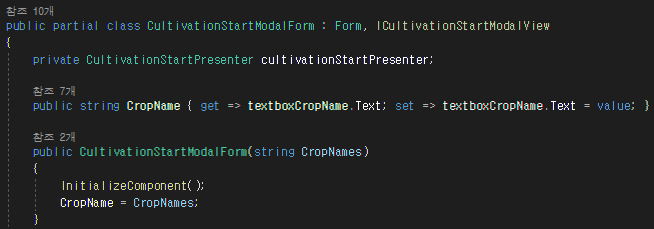 참조 10개
public partial class CultivationStartModalForm : Form, ICultivationStartModalView
{
private CultivationStartPresenter cultivationStartPresenter;
참조 7개
public string CropName { get => textboxCropName.Text; set => textboxCropName.Text = value; }
참조 2개
public CultivationStartModalForm(string CropNames)
{
InitializeComponent();
CropName = CropNames;
}